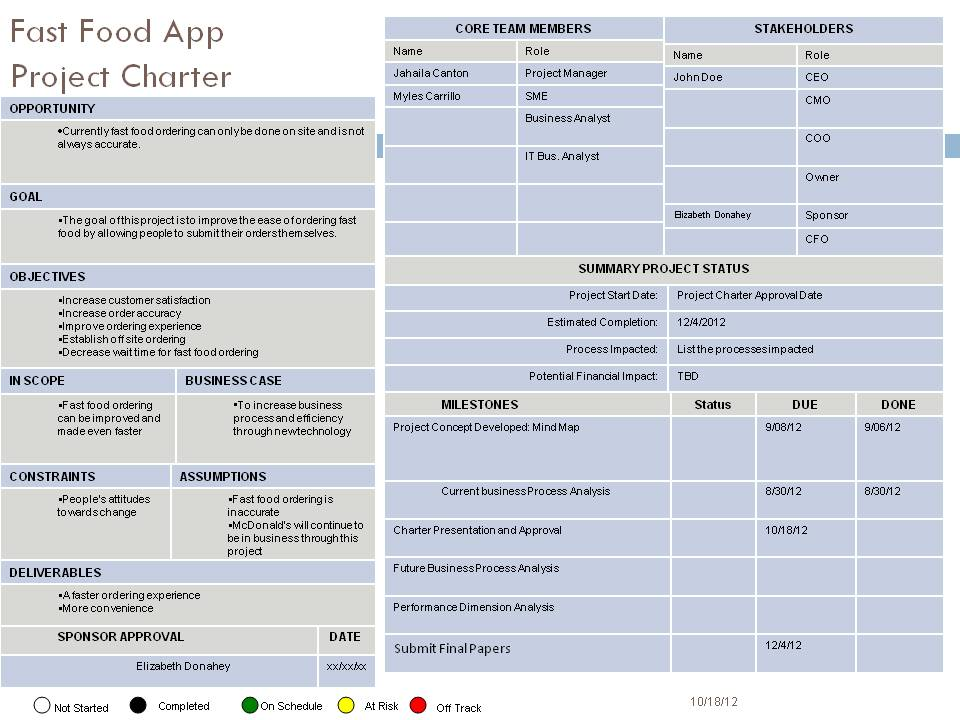 Fast Food App
Project Charter
OPPORTUNITY
•Currently fast food ordering can only be done on site and is not
always accurate.
GOAL
•The goal of this project is to improve the ease of ordering fast
food by allowing people to submit their orders themselves.
OBJECTIVES
•Increase customer satisfaction
•Increase order accuracy
•Improve ordering experience
•Establish off site ordering
•Decrease wait time for fast food ordering
IN SCOPE
•Fast food ordering
can be improved and
made even faster
BUSINESS CASE
•To increase business
process and efficiency
through new technology
CONSTRAINTS
•People's attitudes
towards change
ASSUMPTIONS
•Fast food ordering is
inaccurate
•McDonald's will continue to
be in business through this
project
DELIVERABLES
•A faster ordering experience
•More convenience
SPONSOR APPROVAL DATE
Elizabeth Donahey xx/xx/xx
CORE TEAM MEMBERS
Name Role
Jahaila Canton Project Manager
Myles Carrillo SME
Business Analyst
IT Bus. Analyst
STAKEHOLDERS
Name Role
John Doe CEO
CMO
COO
Owner
Elizabeth Donahey Sponsor
CFO
SUMMARY PROJECT STATUS
Project Start Date: Project Charter Approval Date
Estimated Completion: 12/4/2012
Process Impacted: List the processes impacted
Potential Financial Impact: TBD
MILESTONES Status DUE DONE
Project Concept Developed: Mind Map 9/08/12 9/06/12
Current business Process Analysis 8/30/12 8/30/12
Charter Presentation and Approval 10/18/12
Future Business Process Analysis
Performance Dimension Analysis
Submit Final Papers 12/4/12
Not Started Completed On Schedule At Risk Off Track
10/18/12